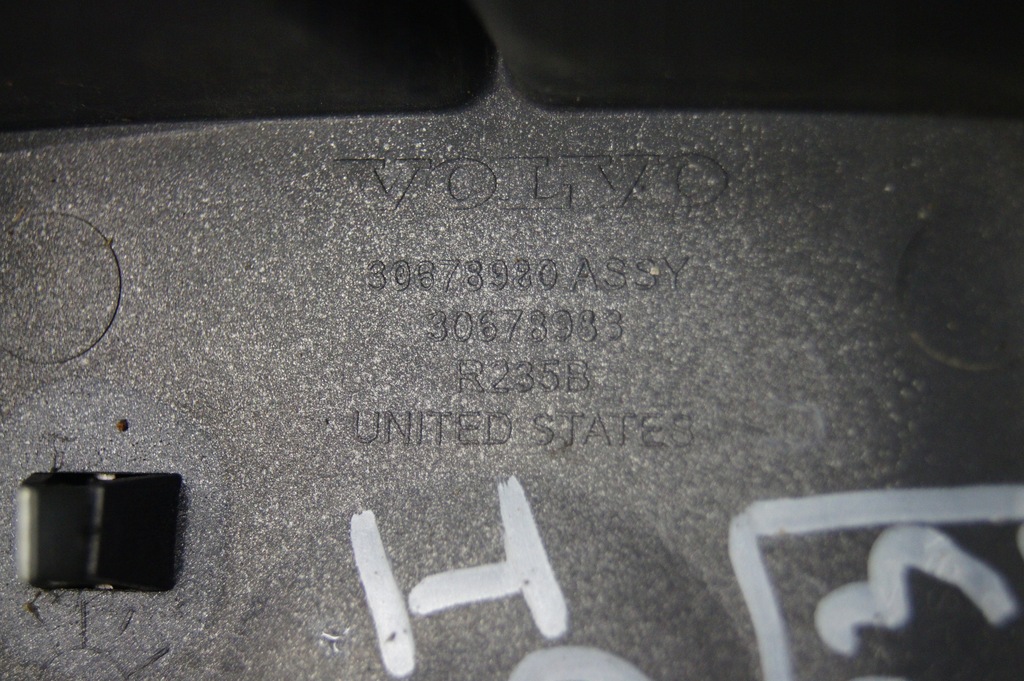 VOLVO
30678980 ASSY
30678983
R235B
UNITED STATES
H